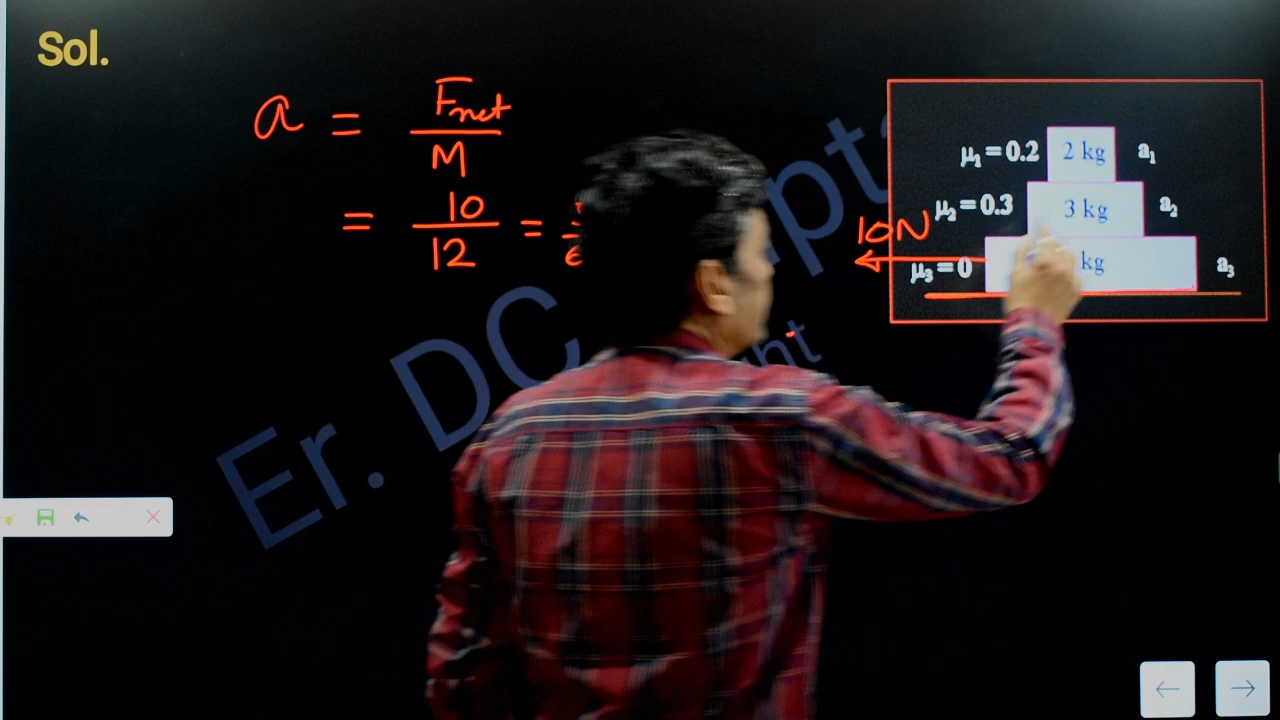 Sol.
a = Fnet
M
= 10
12
=
μ₁ = 0.2 2 kg a₁
μ₂ = 0.3 3 kg a₂
10N
μ₃ = 0 kg a₃
Er. DC